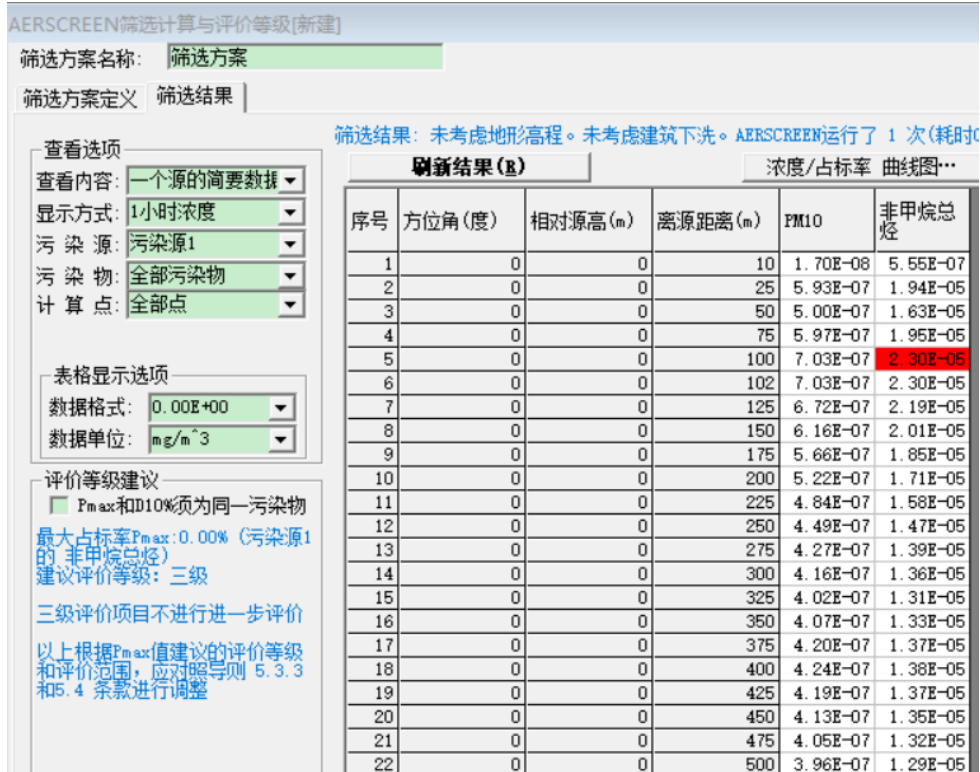 AERSCREEN筛选计算与评价等级[新建]
筛选方案名称: 筛选方案
筛选方案定义 筛选结果
筛选结果: 未考虑地形高程。未考虑建筑下洗。AERSCREEN运行了 1 次(耗时
查看选项
查看内容: 一个源的简要数据
显示方式: 1小时浓度
污 染 源: 污染源1
污 染 物: 全部污染物
计 算 点: 全部点
表格显示选项
数据格式: 0.00E+00
数据单位: mg/m^3
评价等级建议
Pmax和D10%须为同一污染物
最大占标率Pmax:0.00% (污染源1
的 非甲烷总烃)
建议评价等级: 三级
三级评价项目不进行进一步评价
以上根据Pmax值建议的评价等级
和评价范围, 应对照导则 5.3.3
和5.4 条款进行调整
刷新结果(R) 浓度/占标率 曲线图…
序号 方位角(度) 相对源高(m) 离源距离(m) PM10 非甲烷总烃
1 0 0 10 1.70E-08 5.55E-07
2 0 0 25 5.93E-07 1.94E-05
3 0 0 50 5.00E-07 1.63E-05
4 0 0 75 5.97E-07 1.95E-05
5 0 0 100 7.03E-07 2.30E-05
6 0 0 102 7.03E-07 2.30E-05
7 0 0 125 6.72E-07 2.19E-05
8 0 0 150 6.16E-07 2.01E-05
9 0 0 175 5.66E-07 1.85E-05
10 0 0 200 5.22E-07 1.71E-05
11 0 0 225 4.84E-07 1.58E-05
12 0 0 250 4.49E-07 1.47E-05
13 0 0 275 4.27E-07 1.39E-05
14 0 0 300 4.16E-07 1.36E-05
15 0 0 325 4.02E-07 1.31E-05
16 0 0 350 4.07E-07 1.33E-05
17 0 0 375 4.20E-07 1.37E-05
18 0 0 400 4.24E-07 1.38E-05
19 0 0 425 4.19E-07 1.37E-05
20 0 0 450 4.13E-07 1.35E-05
21 0 0 475 4.05E-07 1.32E-05
22 0 0 500 3.96E-07 1.29E-05